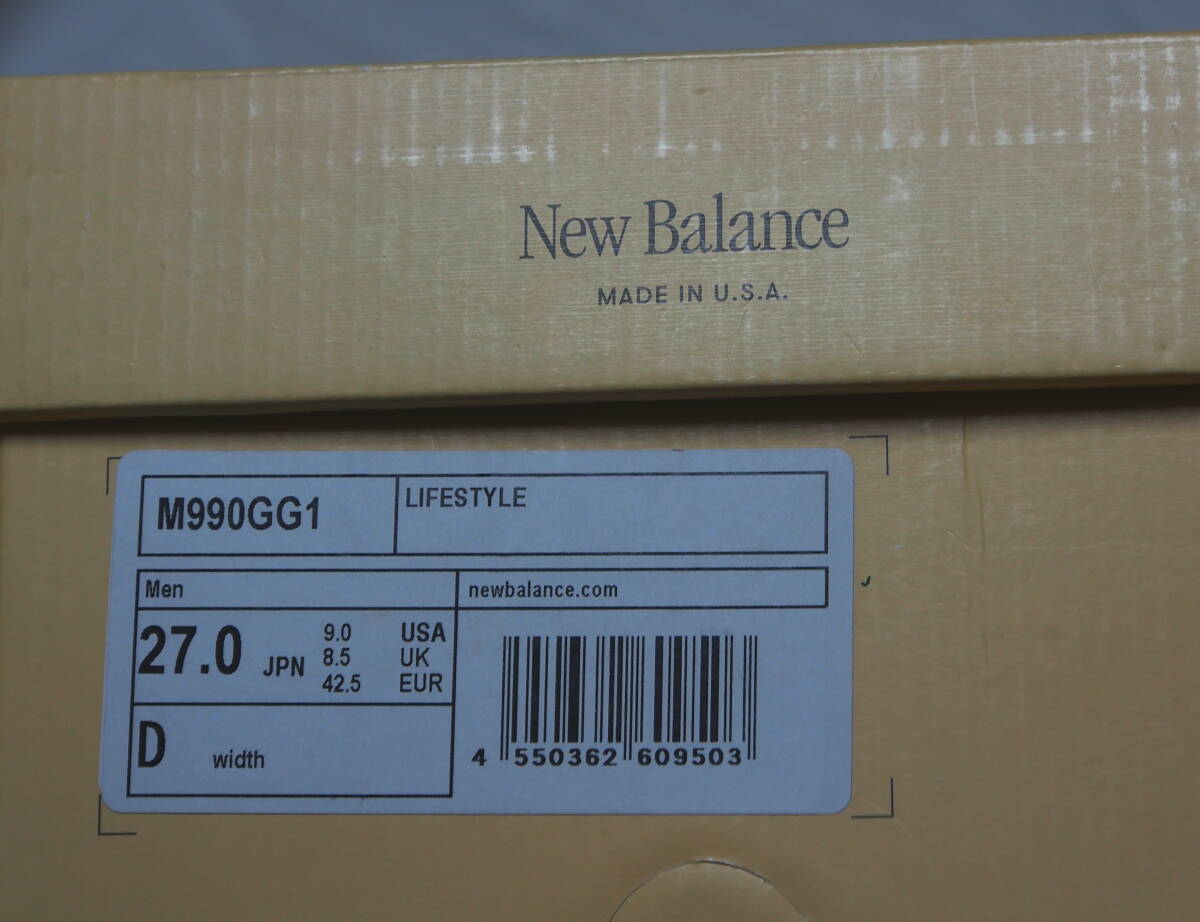 New Balance
MADE IN U.S.A.
M990GG1
LIFESTYLE
Men
newbalance.com
27.0 JPN
9.0 USA
8.5 UK
42.5 EUR
D width
4 550362 609503